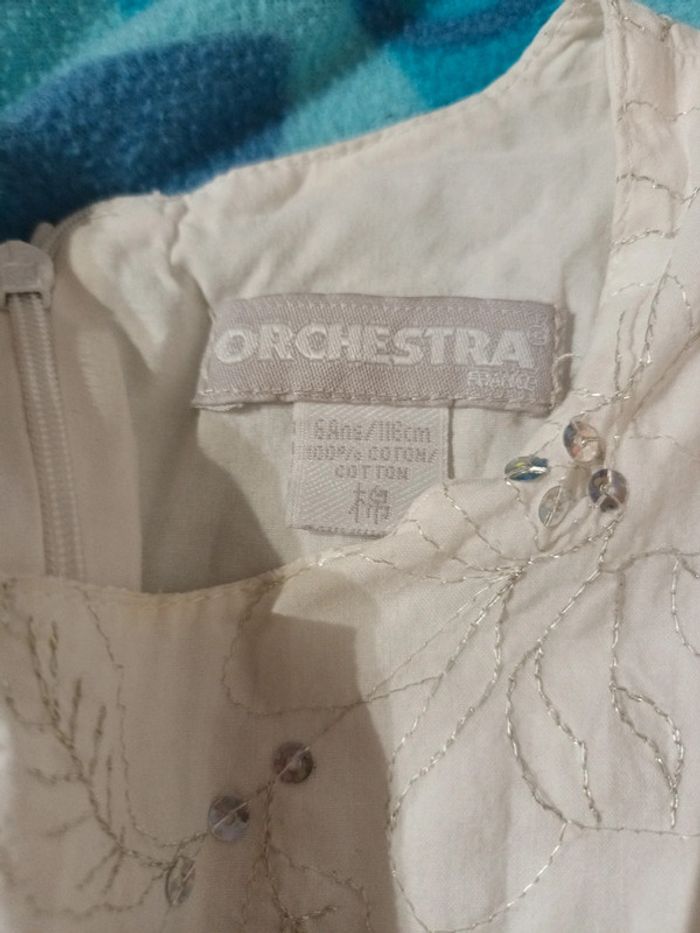 ORCHESTRA
FRANCE
6Ans/116cm
100% COTON/
COTTON
棉